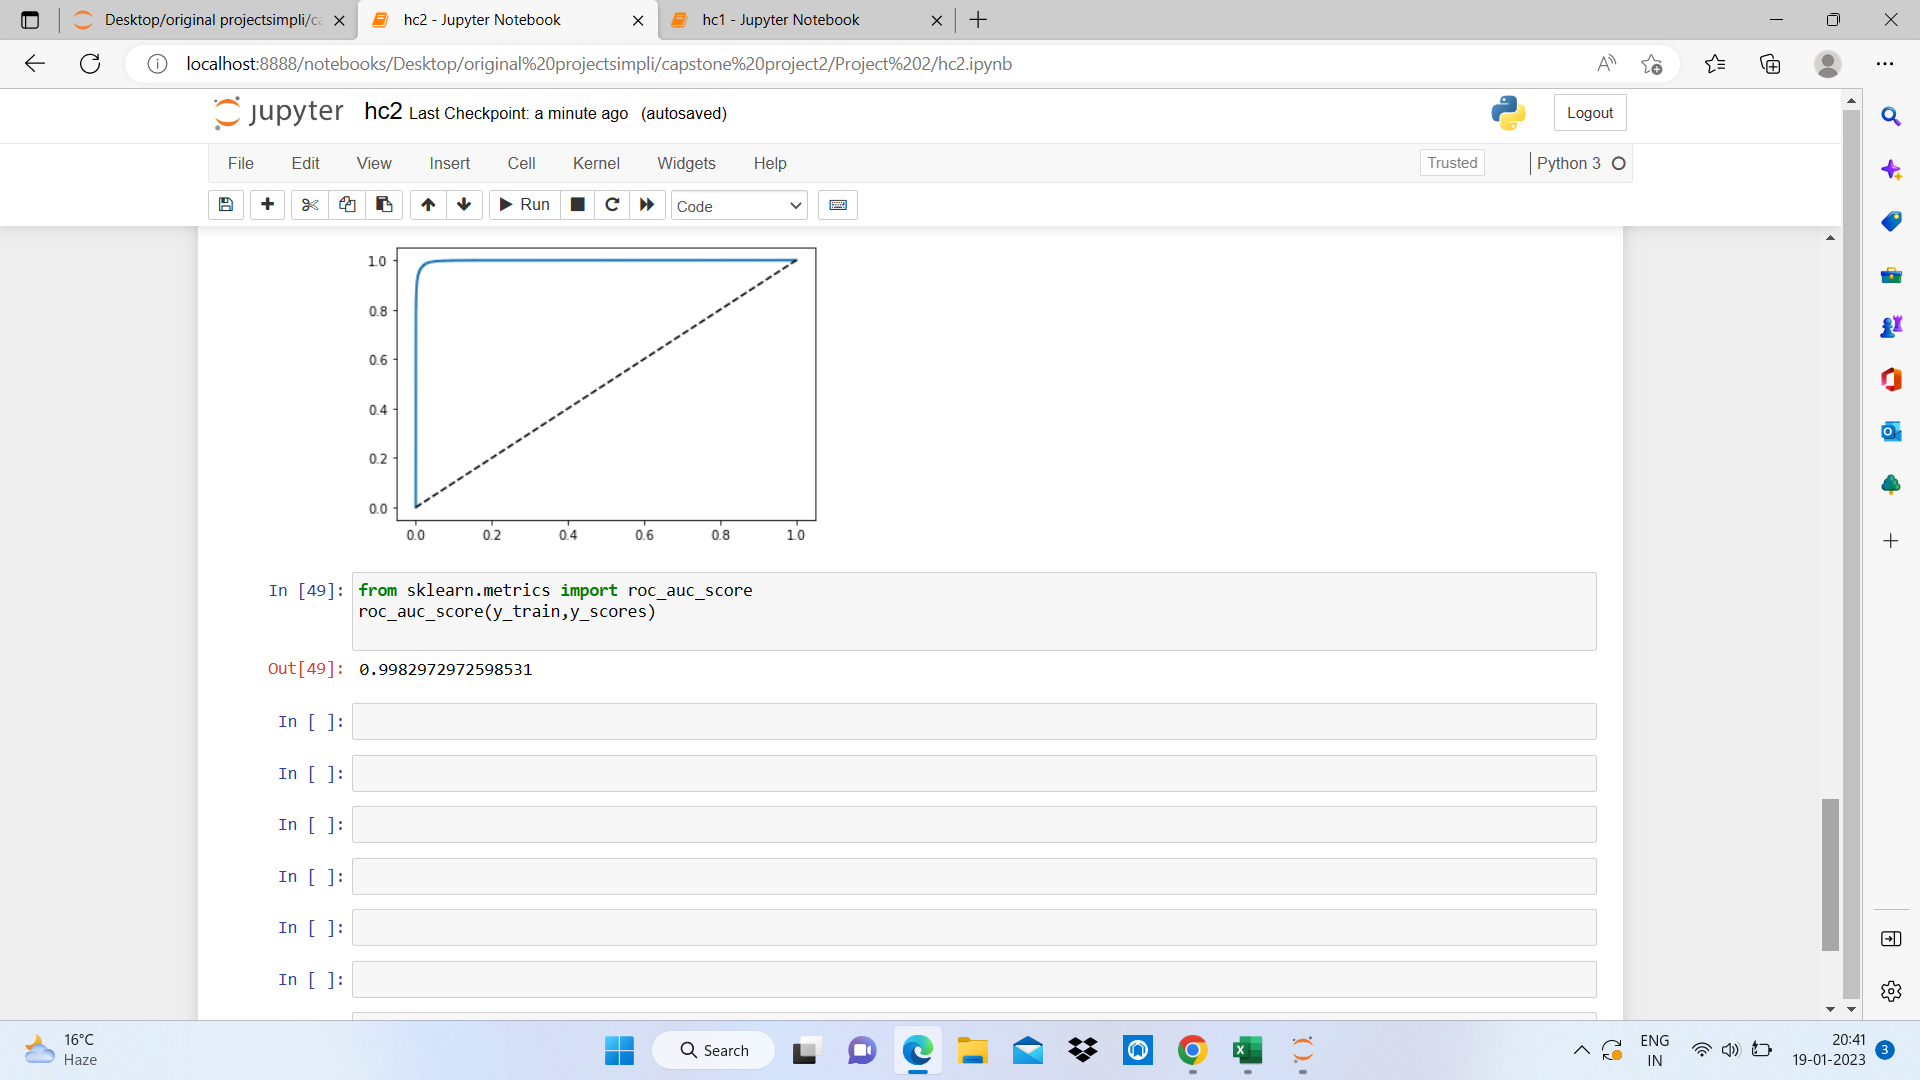 Desktop/original projectsimpli/ca
hc2 - Jupyter Notebook
hc1 - Jupyter Notebook
localhost:8888/notebooks/Desktop/original%20projectsimpli/capstone%20project2/Project%202/hc2.ipynb
jupyter hc2 Last Checkpoint: a minute ago (autosaved)
Logout
File Edit View Insert Cell Kernel Widgets Help
Trusted
Python 3
Run
Code
1.0
0.8
0.6
0.4
0.2
0.0
0.0 0.2 0.4 0.6 0.8 1.0
In [49]: from sklearn.metrics import roc_auc_score
roc_auc_score(y_train,y_scores)
Out[49]: 0.9982972972598531
In [ ]:
In [ ]:
In [ ]:
In [ ]:
In [ ]:
In [ ]:
16°C
Haze
Search
ENG
IN
20:41
19-01-2023
3